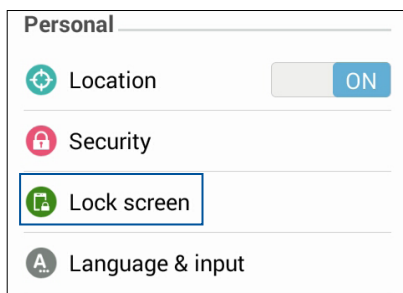 Personal
Location ON
Security
Lock screen
Language & input